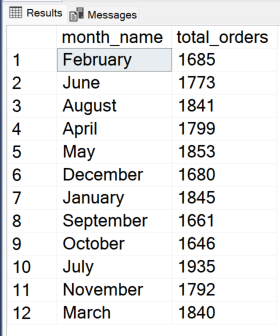 Results Messages
month_name total_orders
1 February 1685
2 June 1773
3 August 1841
4 April 1799
5 May 1853
6 December 1680
7 January 1845
8 September 1661
9 October 1646
10 July 1935
11 November 1792
12 March 1840